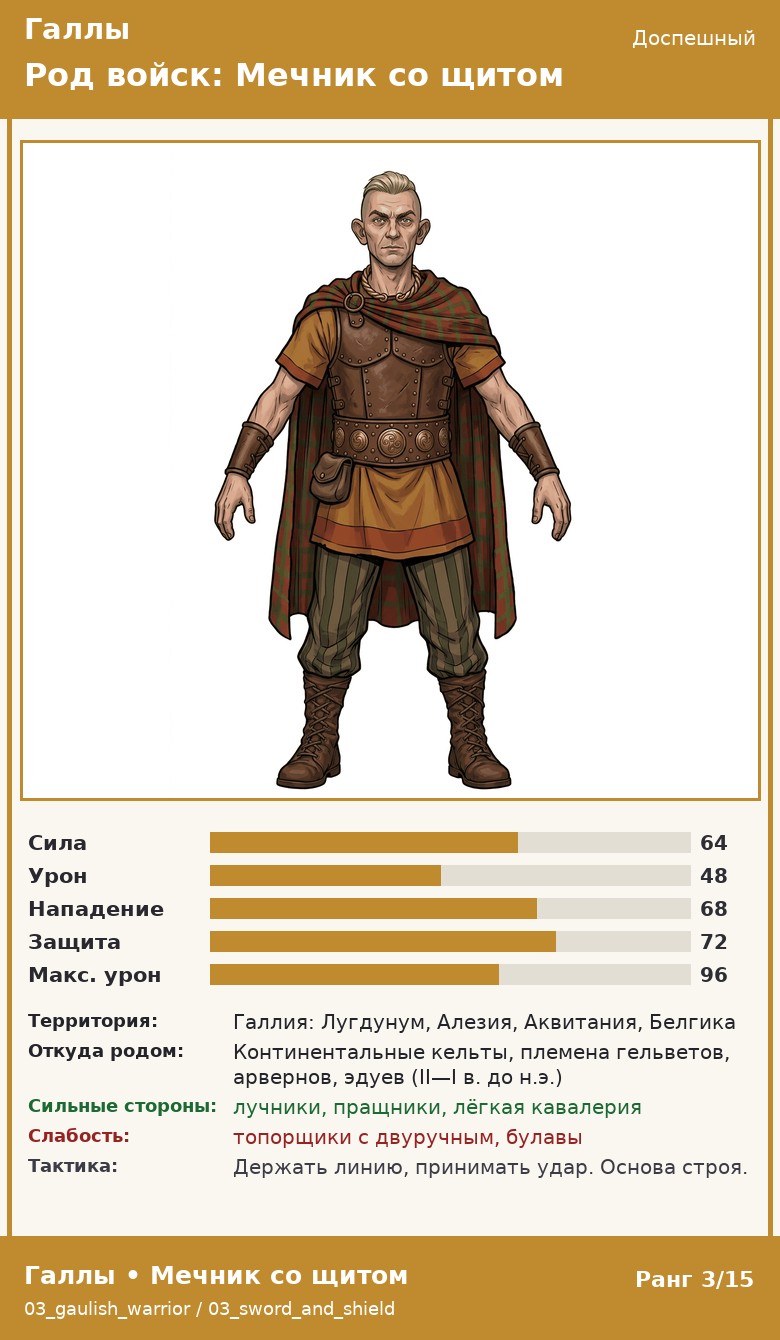 Галлы
Доспешный
Род войск: Мечник со щитом
Сила 64
Урон 48
Нападение 68
Защита 72
Макс. урон 96
Территория: Галлия: Лугдунум, Алезия, Аквитания, Белгика
Откуда родом: Континентальные кельты, племена гельветов,
арвернов, эдуев (II—I в. до н.э.)
Сильные стороны: лучники, пращники, лёгкая кавалерия
Слабость: топорщики с двуручным, булавы
Тактика: Держать линию, принимать удар. Основа строя.
Галлы • Мечник со щитом
Ранг 3/15
03_gaulish_warrior / 03_sword_and_shield